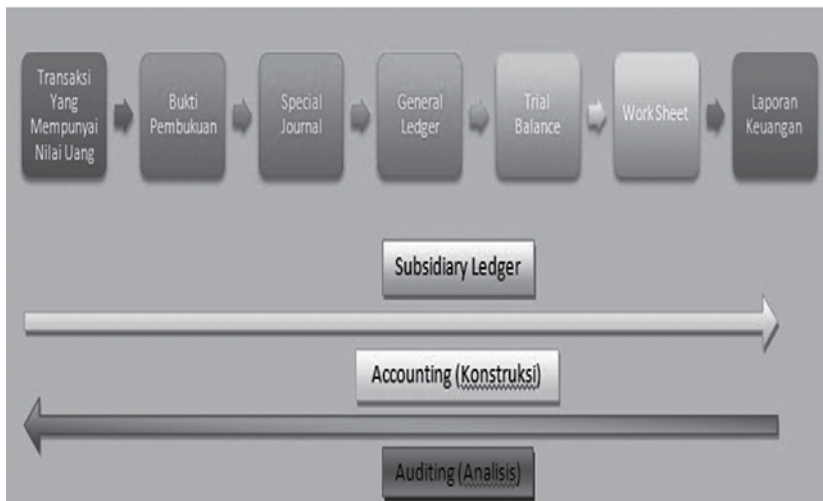 Transaksi
Yang
Mempunyai
Nilai Uang
Bukti
Pembukuan
Special
Journal
General
Ledger
Trial
Balance
Work Sheet
Laporan
Keuangan
Subsidiary Ledger
Accounting (Konstruksi)
Auditing (Analisis)